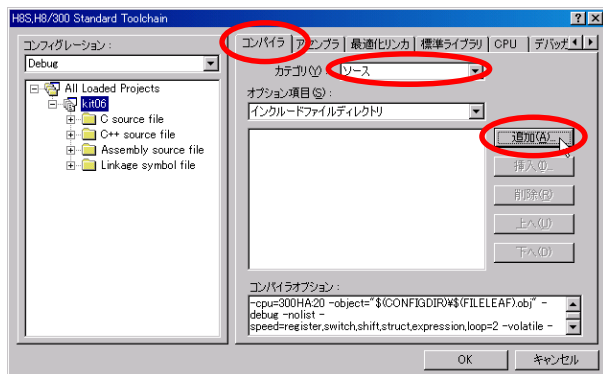 H8S,H8/300 Standard Toolchain
コンフィグレーション :
Debug
All Loaded Projects
kit06
C source file
C++ source file
Assembly source file
Linkage symbol file
コンパイラ アセンブラ 最適化リンカ 標準ライブラリ CPU デバッガ
カテゴリ(Y) : ソース
オプション項目(S) :
インクルードファイルディレクトリ
追加(A)...
挿入(I)...
削除(R)
上へ(U)
下へ(D)
コンパイラオプション :
-cpu=300HA:20 -object="$(CONFIGDIR)¥$(FILELEAF).obj" -
debug -nolist -
speed=register,switch,shift,struct,expression,loop=2 -volatile -
OK キャンセル